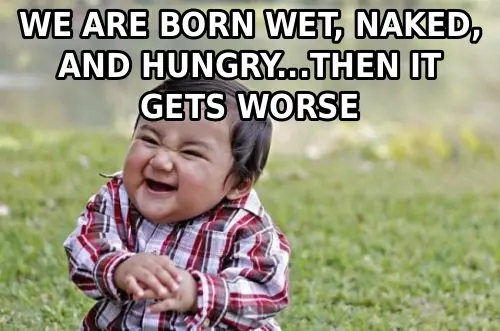 WE ARE BORN WET, NAKED,
AND HUNGRY...THEN IT
GETS WORSE